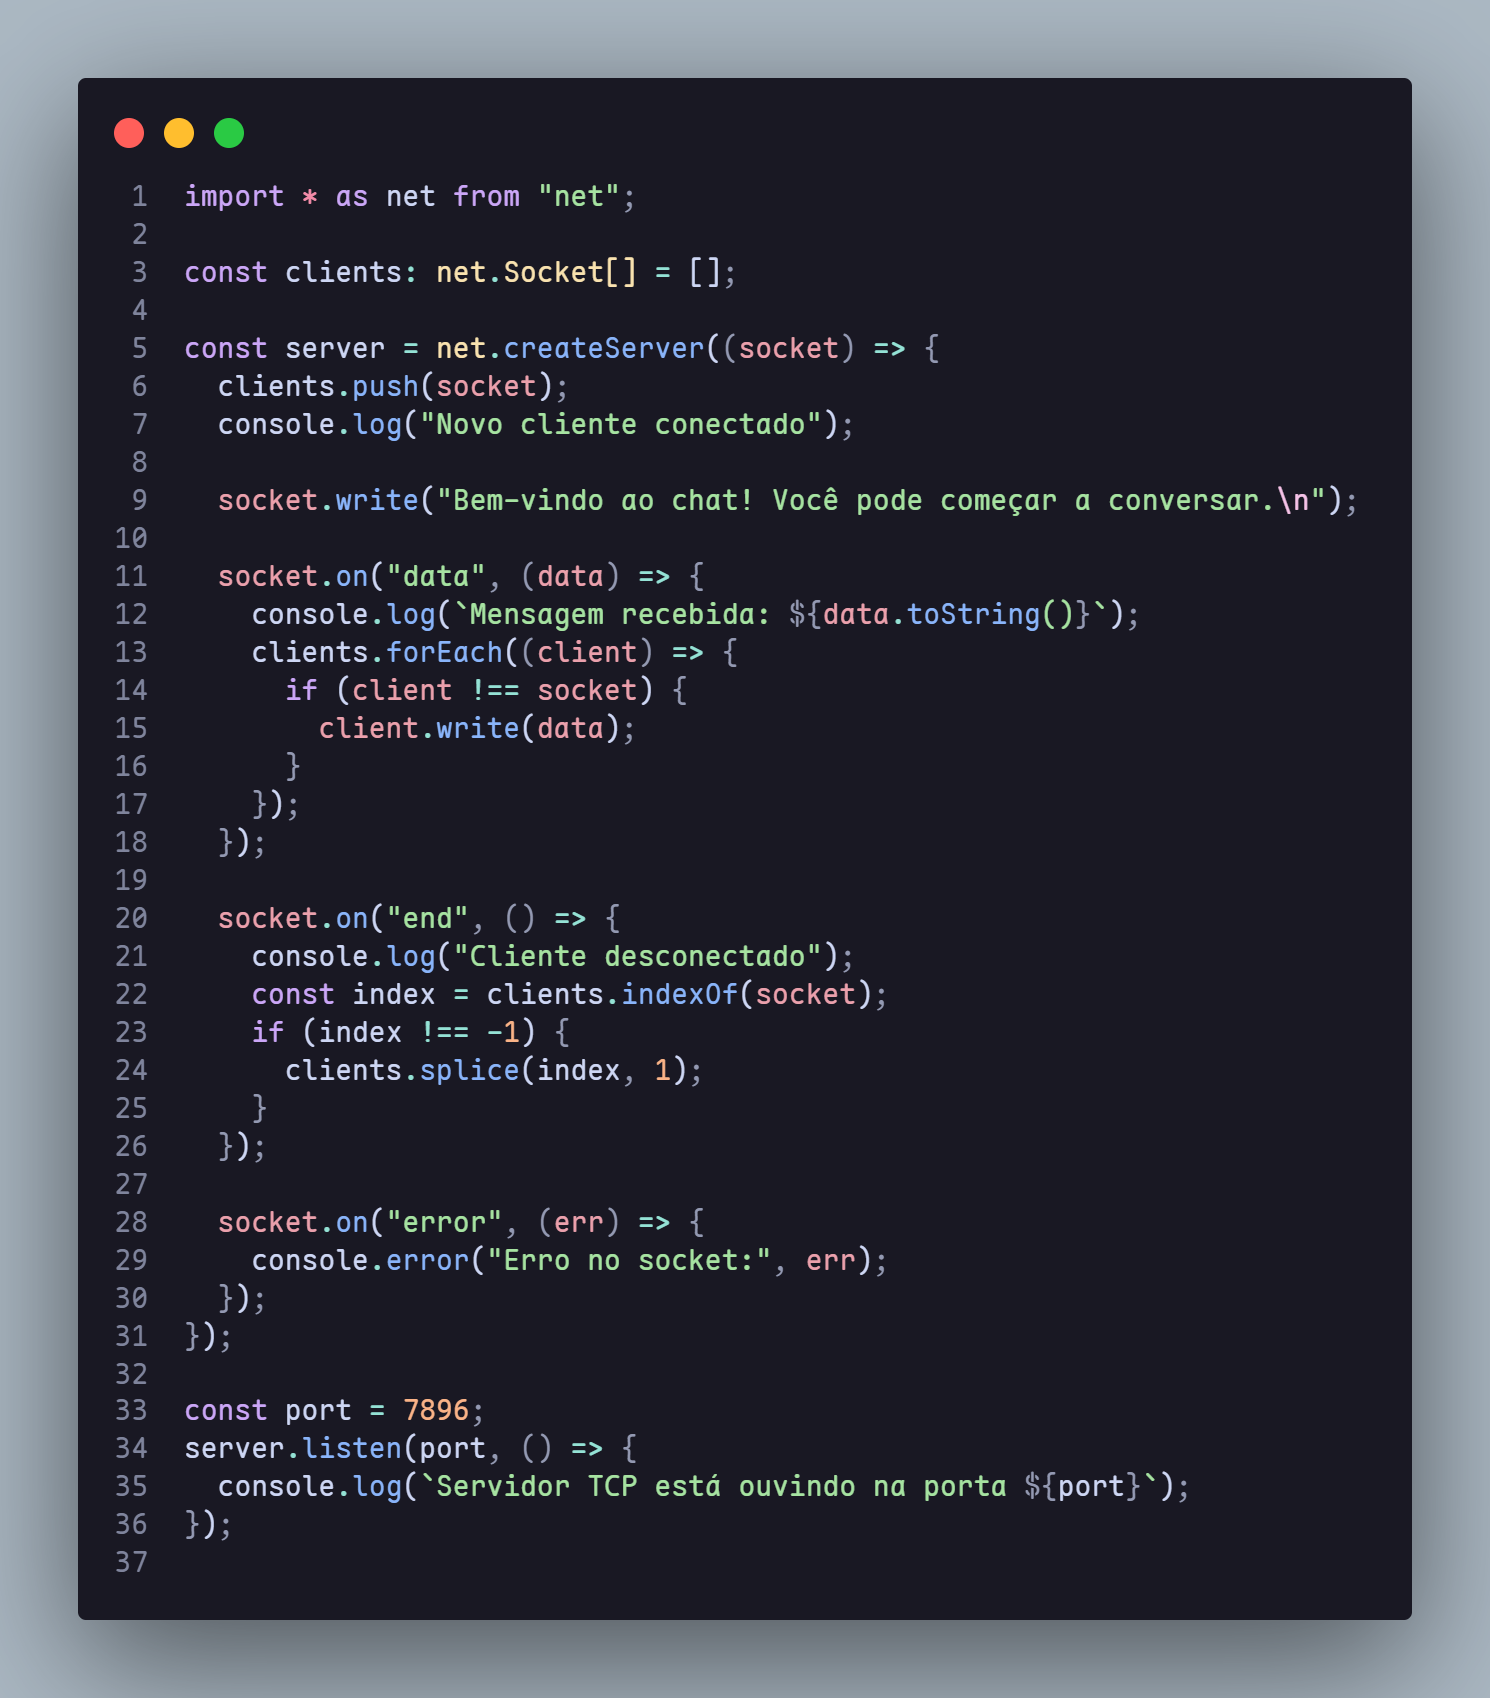 1 import * as net from "net";
2
3 const clients: net.Socket[] = [];
4
5 const server = net.createServer((socket) => {
6   clients.push(socket);
7   console.log("Novo cliente conectado");
8
9   socket.write("Bem-vindo ao chat! Você pode começar a conversar.\n");
10
11   socket.on("data", (data) => {
12     console.log(`Mensagem recebida: ${data.toString()}`);
13     clients.forEach((client) => {
14       if (client !== socket) {
15         client.write(data);
16       }
17     });
18   });
19
20   socket.on("end", () => {
21     console.log("Cliente desconectado");
22     const index = clients.indexOf(socket);
23     if (index !== -1) {
24       clients.splice(index, 1);
25     }
26   });
27
28   socket.on("error", (err) => {
29     console.error("Erro no socket:", err);
30   });
31 });
32
33 const port = 7896;
34 server.listen(port, () => {
35   console.log(`Servidor TCP está ouvindo na porta ${port}`);
36 });
37